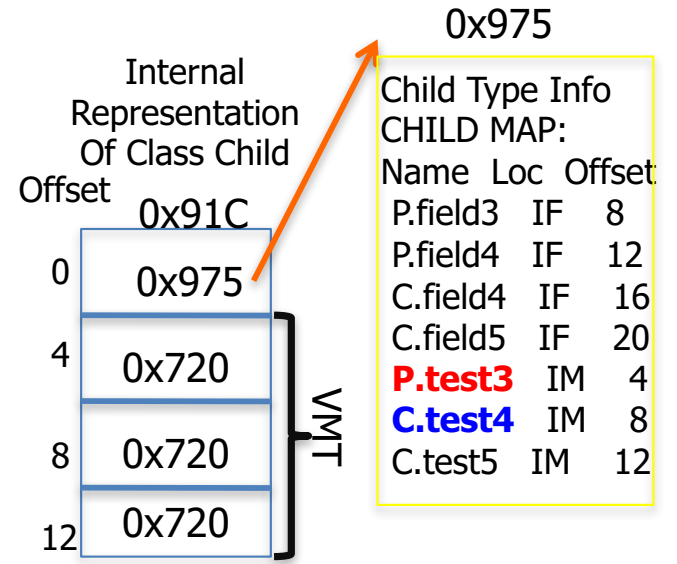 Internal
Representation
Of Class Child
Offset
0x91C
0 0x975
4 0x720
8 0x720
12 0x720
VMT
0x975
Child Type Info
CHILD MAP:
Name Loc Offset
P.field3 IF 8
P.field4 IF 12
C.field4 IF 16
C.field5 IF 20
P.test3 IM 4
C.test4 IM 8
C.test5 IM 12